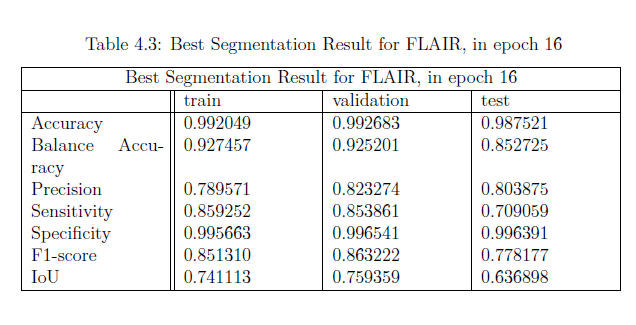 Table 4.3: Best Segmentation Result for FLAIR, in epoch 16
Best Segmentation Result for FLAIR, in epoch 16
train validation test
Accuracy 0.992049 0.992683 0.987521
Balance Accu- 0.927457 0.925201 0.852725
racy
Precision 0.789571 0.823274 0.803875
Sensitivity 0.859252 0.853861 0.709059
Specificity 0.995663 0.996541 0.996391
F1-score 0.851310 0.863222 0.778177
IoU 0.741113 0.759359 0.636898